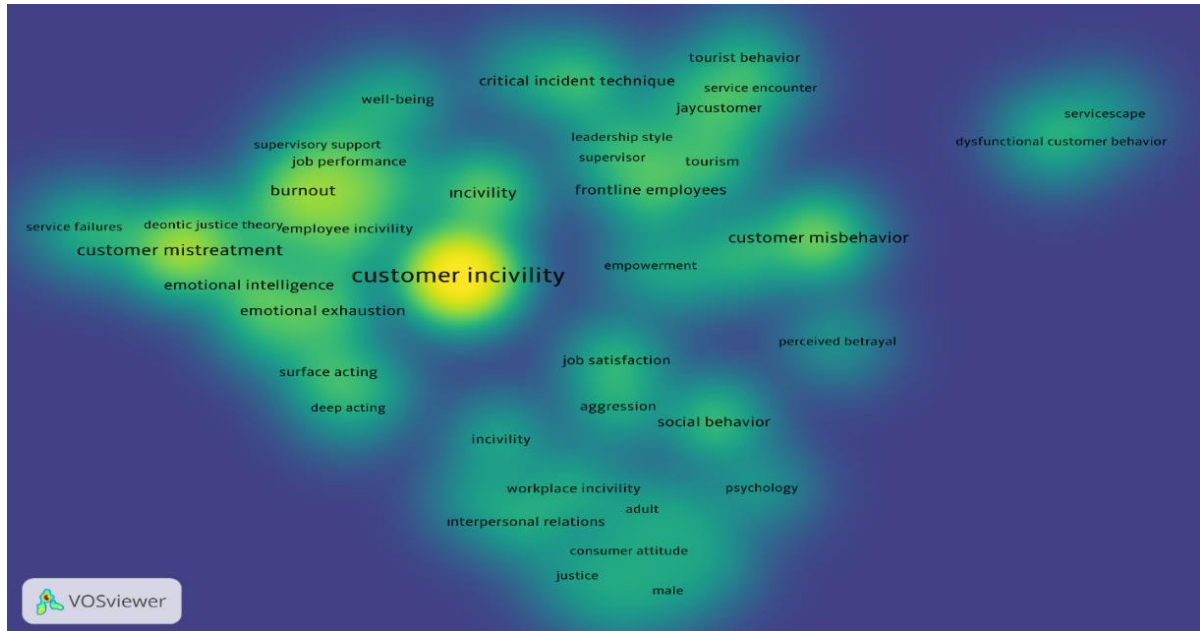 tourist behavior
critical incident technique
service encounter
well-being
jaycustomer
servicescape
leadership style
dysfunctional customer behavior
supervisory support
supervisor
tourism
job performance
burnout
incivility
frontline employees
service failures
deontic justice theory
employee incivility
customer misbehavior
customer mistreatment
customer incivility
empowerment
emotional intelligence
emotional exhaustion
perceived betrayal
job satisfaction
surface acting
deep acting
aggression
social behavior
incivility
workplace incivility
psychology
adult
interpersonal relations
consumer attitude
justice
male
VOSviewer